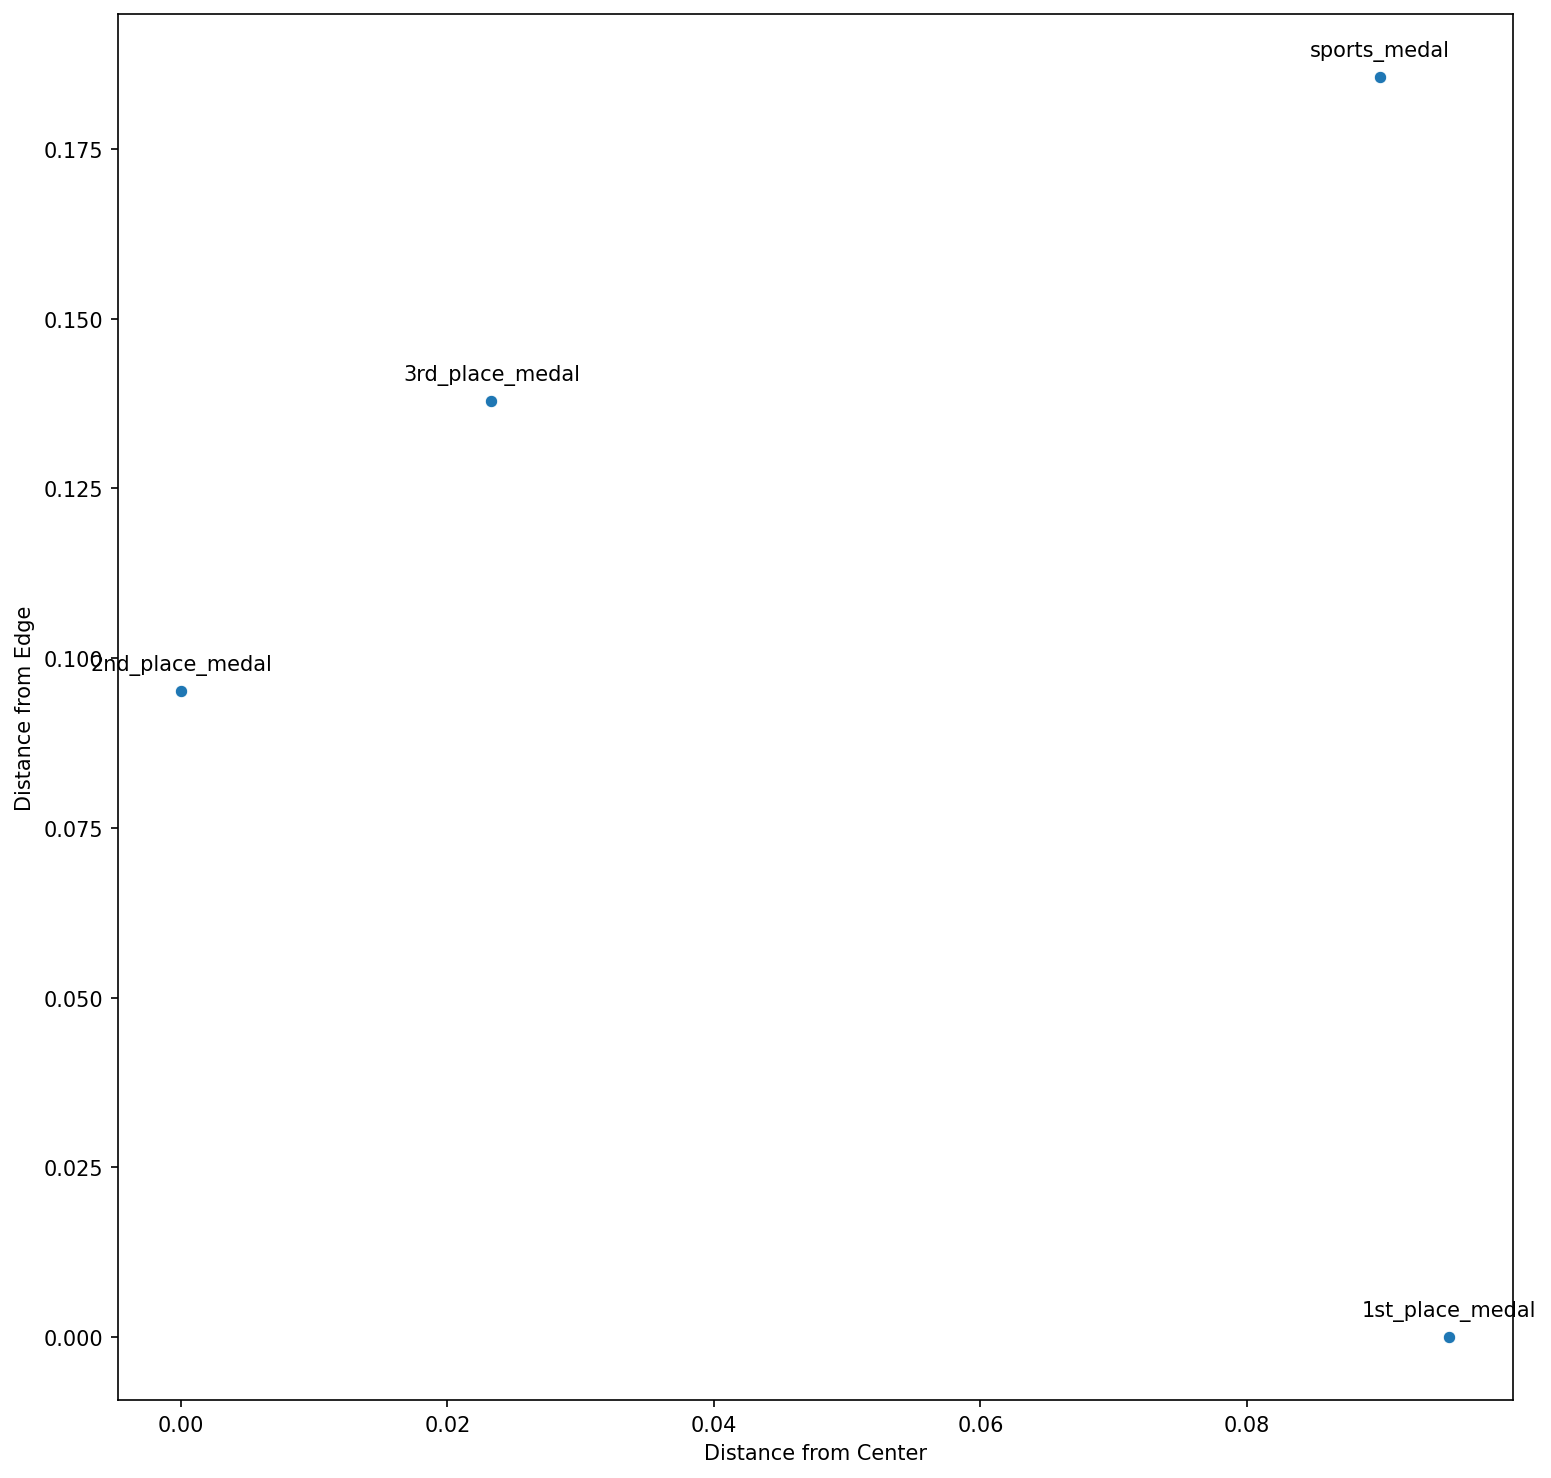 sports_medal
0.175
0.150
3rd_place_medal
0.125
0.100
2nd_place_medal
Distance from Edge
0.075
0.050
0.025
1st_place_medal
0.000
0.00 0.02 0.04 0.06 0.08
Distance from Center